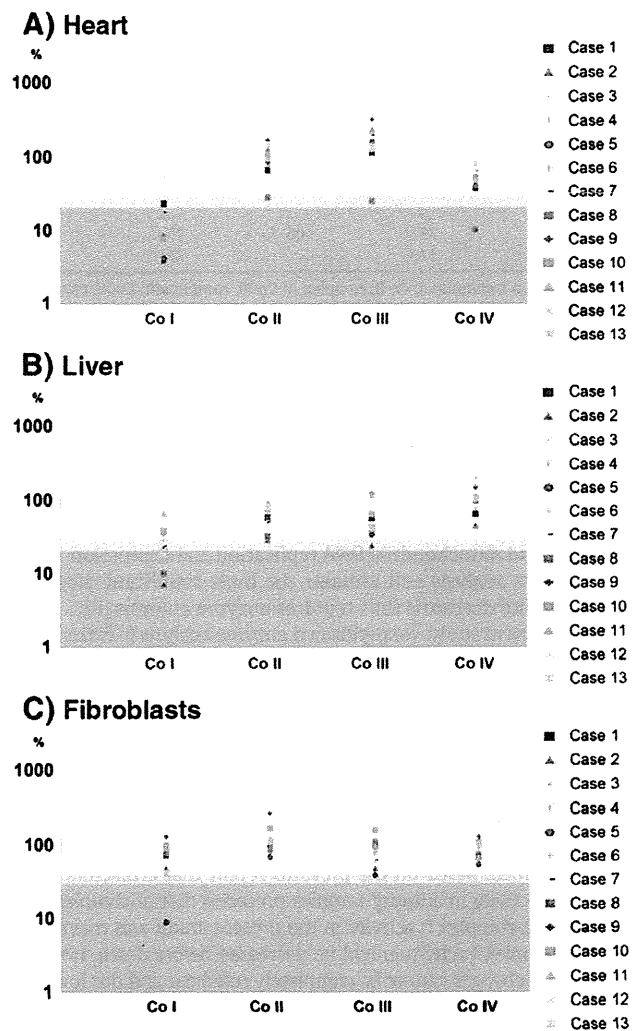 A) Heart
%
1000
100
10
1
Co I Co II Co III Co IV
Case 1
Case 2
Case 3
Case 4
Case 5
Case 6
Case 7
Case 8
Case 9
Case 10
Case 11
Case 12
Case 13
B) Liver
%
1000
100
10
1
Co I Co II Co III Co IV
Case 1
Case 2
Case 3
Case 4
Case 5
Case 6
Case 7
Case 8
Case 9
Case 10
Case 11
Case 12
Case 13
C) Fibroblasts
%
1000
100
10
1
Co I Co II Co III Co IV
Case 1
Case 2
Case 3
Case 4
Case 5
Case 6
Case 7
Case 8
Case 9
Case 10
Case 11
Case 12
Case 13